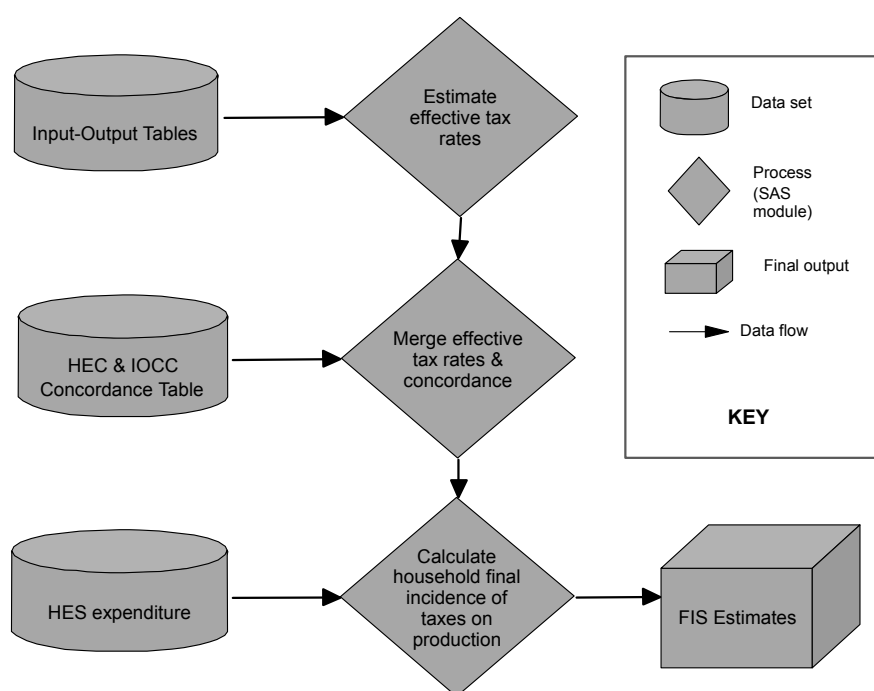 Input-Output Tables
Estimate
effective tax
rates
HEC & IOCC
Concordance Table
Merge effective
tax rates &
concordance
HES expenditure
Calculate
household final
incidence of
taxes on
production
FIS Estimates
Data set
Process
(SAS
module)
Final output
Data flow
KEY